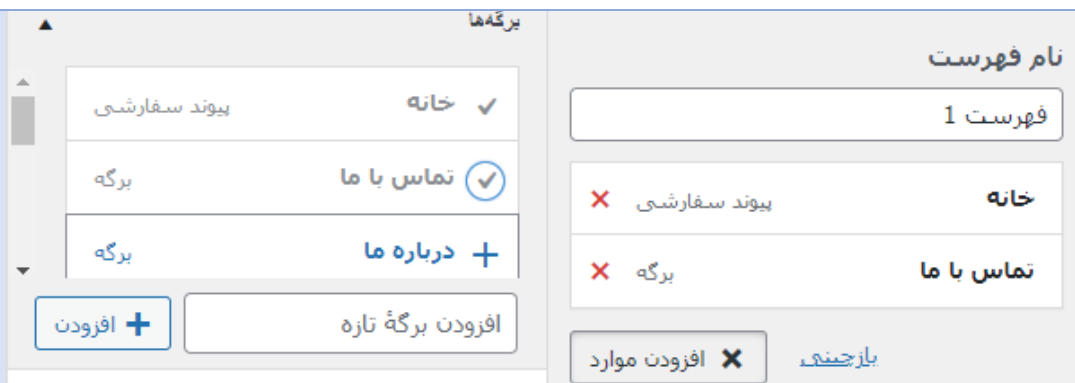 نام فهرست
فهرست 1
خانه پیوند سفارشی
تماس با ما برگه
بازچینی افزودن موارد
برگه‌ها
خانه پیوند سفارشی
تماس با ما برگه
درباره ما برگه
افزودن برگهٔ تازه افزودن